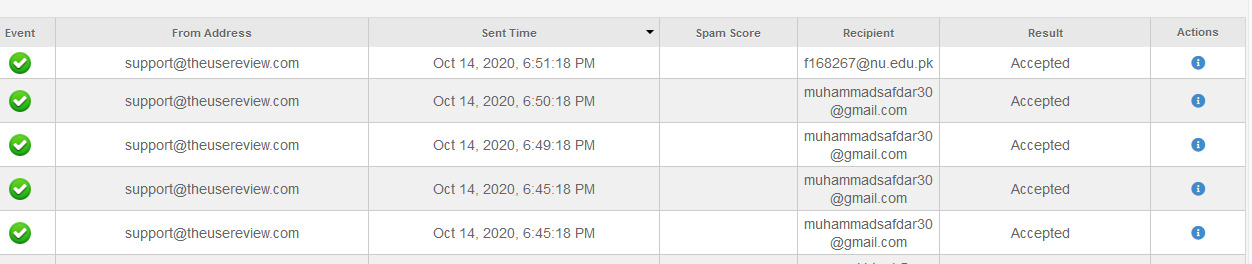 Event From Address Sent Time Spam Score Recipient Result Actions
support@theusereview.com Oct 14, 2020, 6:51:18 PM f168267@nu.edu.pk Accepted
support@theusereview.com Oct 14, 2020, 6:50:18 PM muhammadsafdar30
@gmail.com Accepted
support@theusereview.com Oct 14, 2020, 6:49:18 PM muhammadsafdar30
@gmail.com Accepted
support@theusereview.com Oct 14, 2020, 6:45:18 PM muhammadsafdar30
@gmail.com Accepted
support@theusereview.com Oct 14, 2020, 6:45:18 PM muhammadsafdar30
@gmail.com Accepted